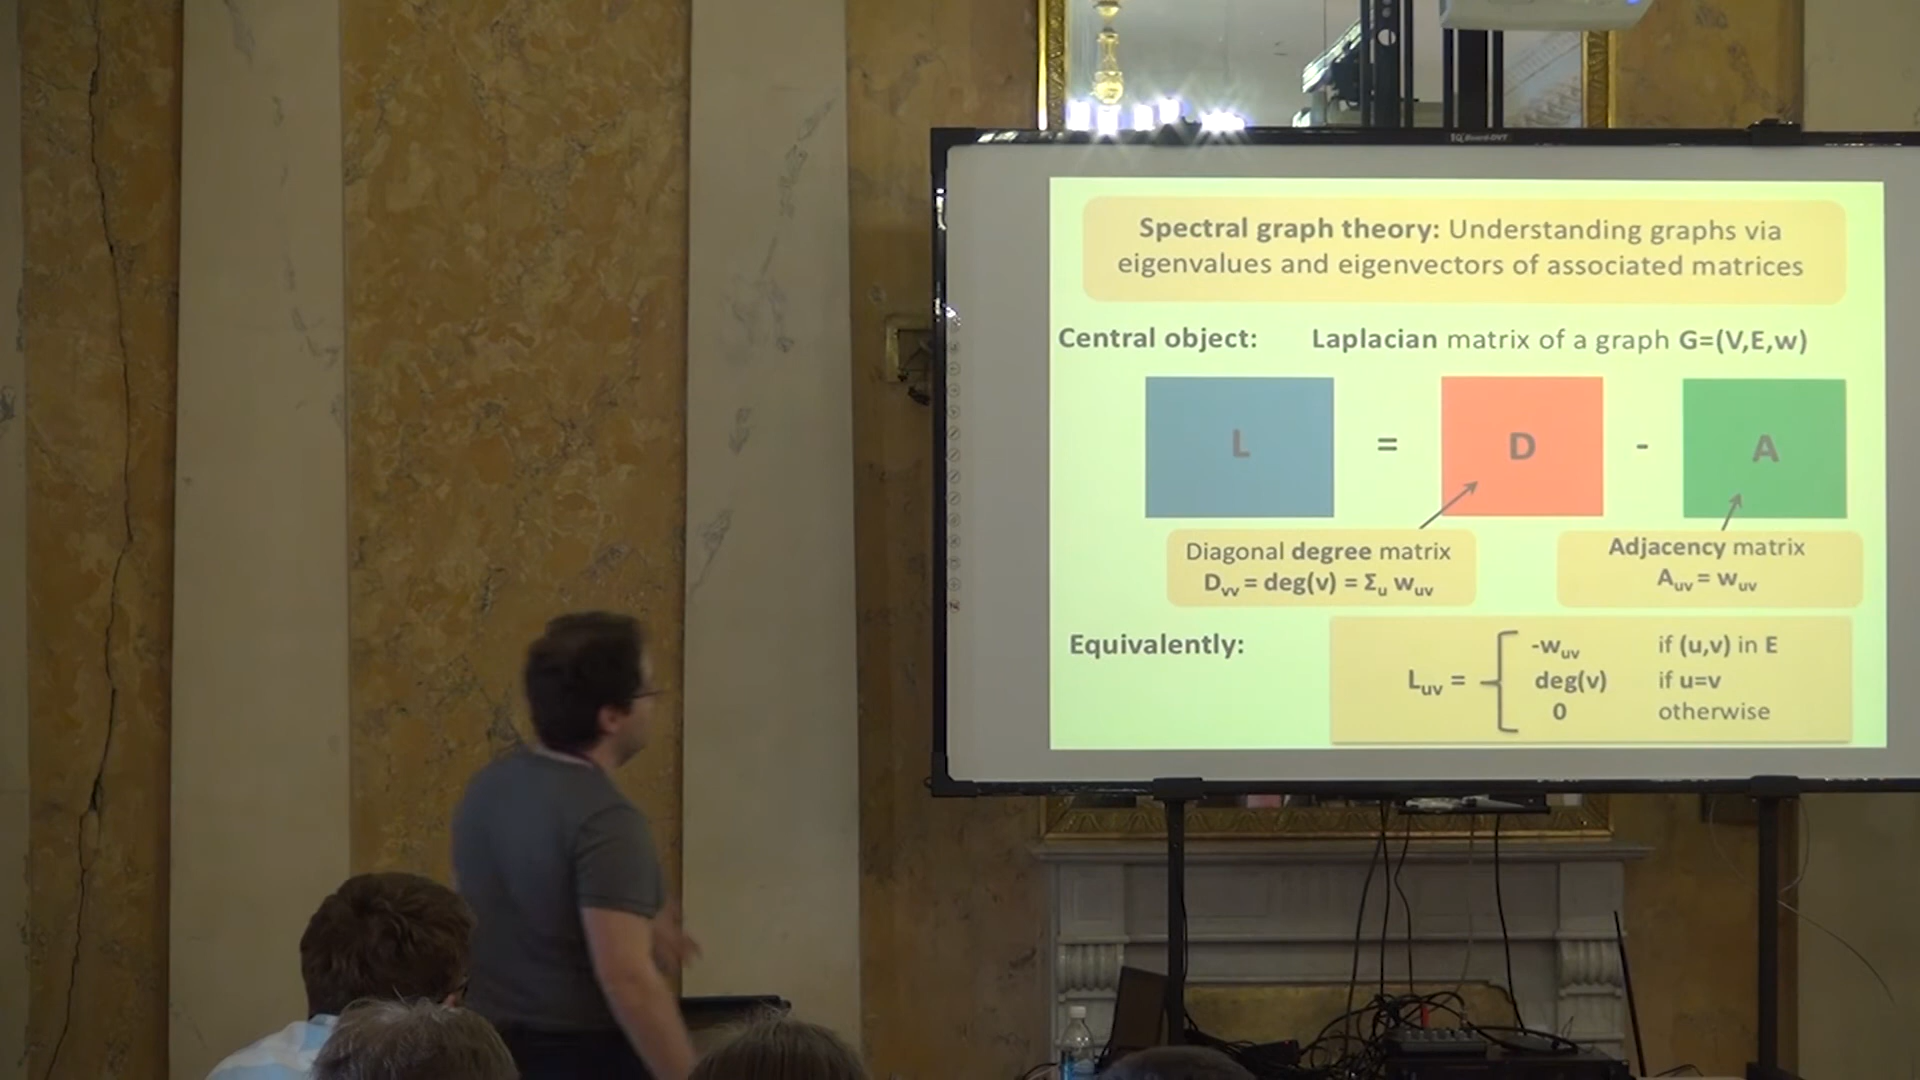 Spectral graph theory: Understanding graphs via
eigenvalues and eigenvectors of associated matrices
Central object: Laplacian matrix of a graph G=(V,E,w)
L = D - A
Diagonal degree matrix
Dvv = deg(v) = Σu wuv
Adjacency matrix
Auv = wuv
Equivalently:
Luv =
-wuv if (u,v) in E
deg(v) if u=v
0 otherwise